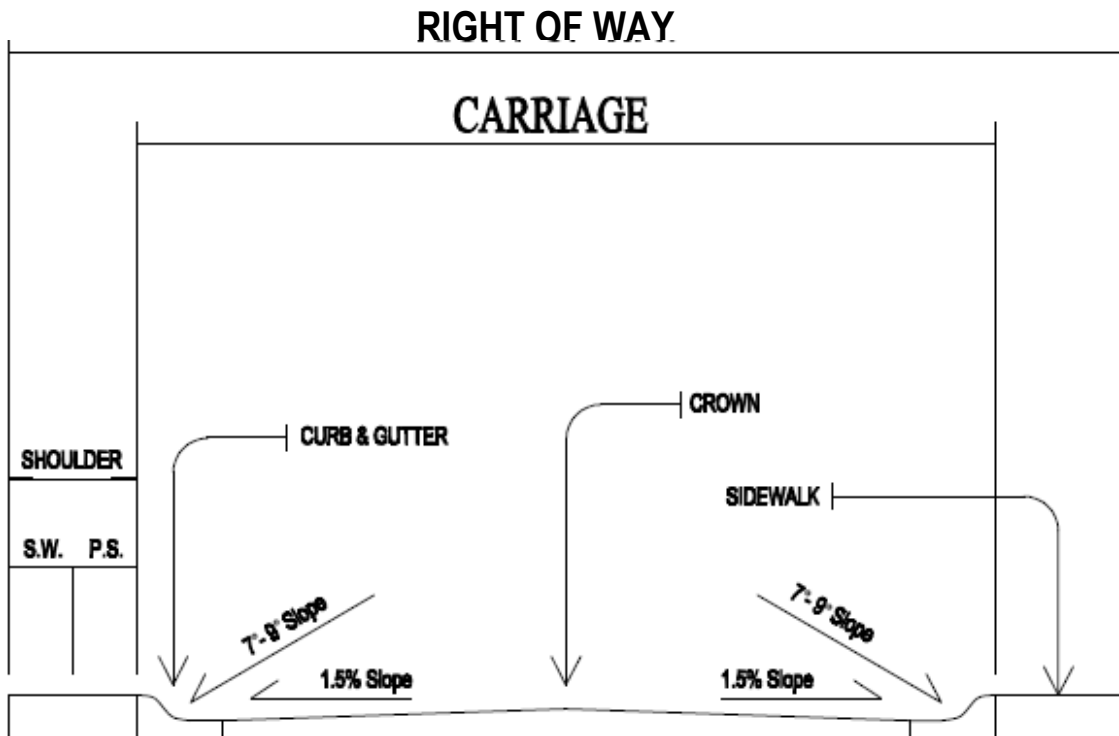 RIGHT OF WAY
CARRIAGE
CROWN
CURB & GUTTER
SHOULDER
SIDEWALK
S.W. P.S.
7°- 9° Slope
7°- 9° Slope
1.5% Slope
1.5% Slope